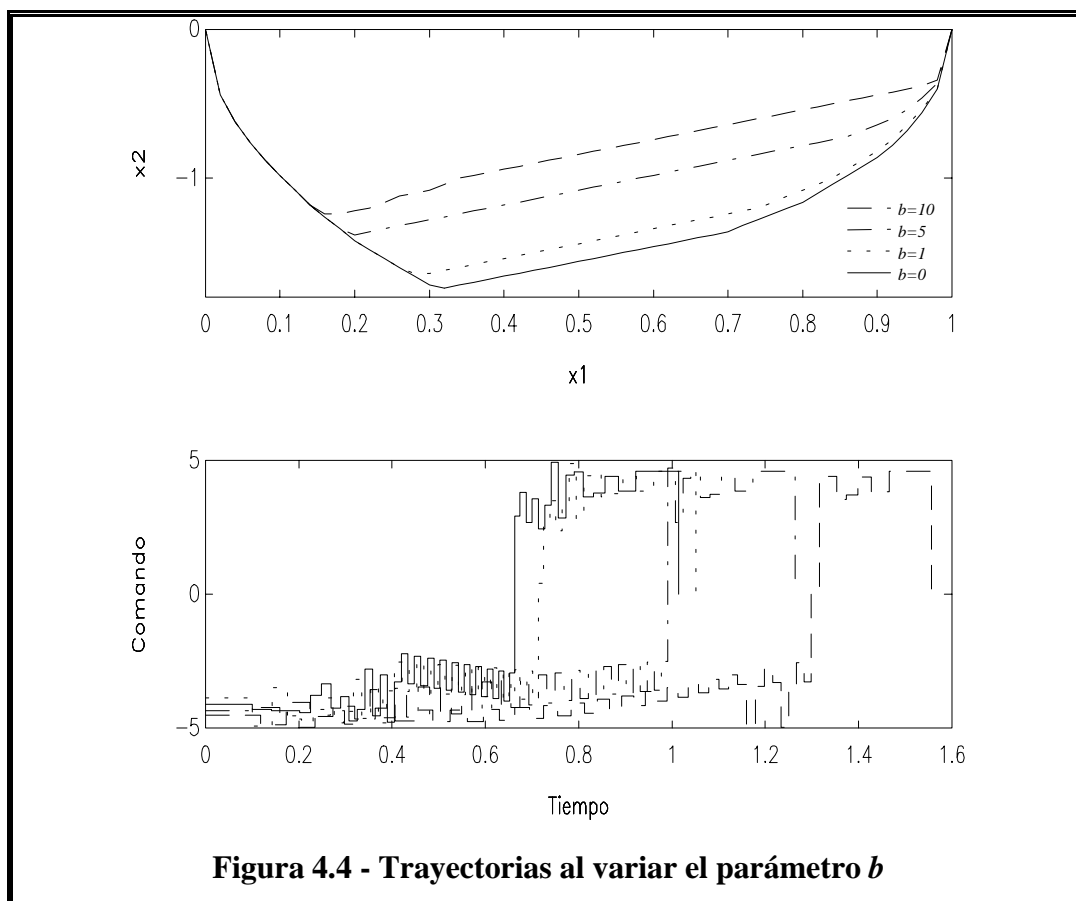 0
-1
x2
b=10
b=5
b=1
b=0
0 0.1 0.2 0.3 0.4 0.5 0.6 0.7 0.8 0.9 1
x1
5
0
-5
Comando
0 0.2 0.4 0.6 0.8 1 1.2 1.4 1.6
Tiempo
Figura 4.4 - Trayectorias al variar el parámetro b